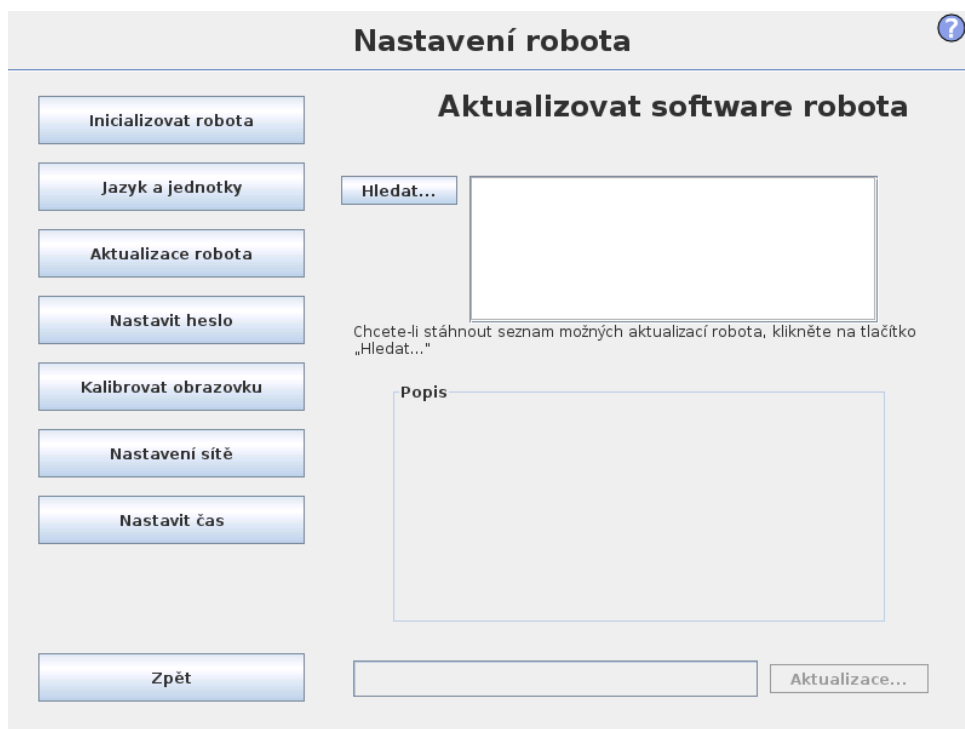 Nastavení robota
?
Inicializovat robota
Jazyk a jednotky
Aktualizace robota
Nastavit heslo
Kalibrovat obrazovku
Nastavení sítě
Nastavit čas
Zpět
Aktualizovat software robota
Hledat...
Chcete-li stáhnout seznam možných aktualizací robota, klikněte na tlačítko
„Hledat..."
Popis
Aktualizace...